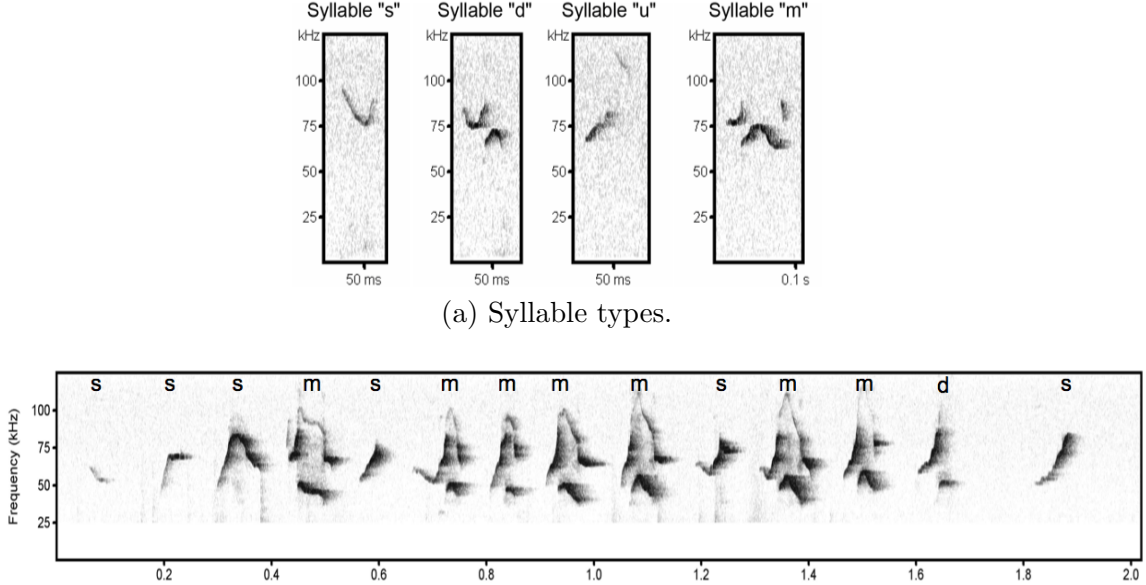 Syllable "s" Syllable "d" Syllable "u" Syllable "m"
kHz kHz kHz kHz
100 100 100 100
75 75 75 75
50 50 50 50
25 25 25 25
50 ms 50 ms 50 ms 0.1 s
(a) Syllable types.
s s s m s m m m m s m m d s
Frequency (kHz)
100
75
50
25
0.2 0.4 0.6 0.8 1.0 1.2 1.4 1.6 1.8 2.0